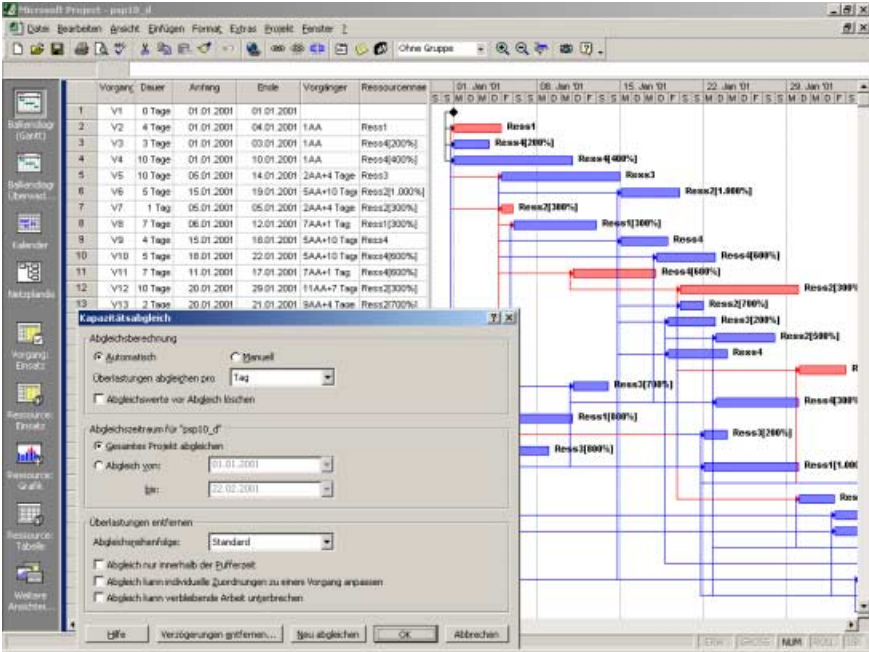 Microsoft Project - psp10_d
Datei Bearbeiten Ansicht Einfügen Format Extras Projekt Fenster ?
Ohne Gruppe
Vorgang Dauer Anfang Ende Vorgänger Ressourcenname
01. Jan '01 08. Jan '01 15. Jan '01 22. Jan '01 29. Jan '01
S S M D M D F S S M D M D F S S M D M D F S S M D M D F S S M D M D F S
1 V1 0 Tage 01.01.2001 01.01.2001
2 V2 4 Tage 01.01.2001 04.01.2001 1AA Ress1
3 V3 3 Tage 01.01.2001 03.01.2001 1AA Ress4[200%]
4 V4 10 Tage 01.01.2001 10.01.2001 1AA Ress4[400%]
5 V5 10 Tage 05.01.2001 14.01.2001 2AA+4 Tage Ress3
6 V6 5 Tage 15.01.2001 19.01.2001 5AA+10 Tage Ress2[1.000%]
7 V7 1 Tag 05.01.2001 05.01.2001 2AA+4 Tage Ress2[300%]
8 V8 7 Tage 06.01.2001 12.01.2001 7AA+1 Tag Ress1[300%]
9 V9 4 Tage 15.01.2001 18.01.2001 5AA+10 Tage Ress4
10 V10 5 Tage 18.01.2001 22.01.2001 5AA+10 Tage Ress4[600%]
11 V11 7 Tage 11.01.2001 17.01.2001 7AA+1 Tag Ress4[600%]
12 V12 10 Tage 20.01.2001 29.01.2001 11AA+7 Tage Ress2[300%]
13 V13 2 Tage 20.01.2001 21.01.2001 9AA+4 Tage Ress2[700%]
Ress1
Ress4[200%]
Ress4[400%]
Ress3
Ress2[1.000%]
Ress2[300%]
Ress1[300%]
Ress4
Ress4[600%]
Ress4[600%]
Ress2[300%
Ress2[700%]
Ress3[200%]
Ress2[500%]
Ress4
R
Ress3[700%]
Ress1[800%]
Ress4[300%
Ress3[200%]
Ress3[800%]
Ress1[1.000
Res
Balkendiagr (Gantt)
Balkendiagr Überwad...
Kalender
Netzplandia
Vorgang: Einsatz
Ressource: Einsatz
Ressource: Grafik
Ressource: Tabelle
Weitere Ansichten...
Kapazitätsabgleich
Abgleichsberechnung
Automatisch Manuell
Überlastungen abgleichen pro Tag
Abgleichswerte vor Abgleich löschen
Abgleichszeitraum für "psp10_d"
Gesamtes Projekt abgleichen
Abgleich von: 01.01.2001
bis: 22.02.2001
Überlastungen entfernen
Abgleichsreihenfolge: Standard
Abgleich nur innerhalb der Pufferzeit
Abgleich kann individuelle Zuordnungen zu einem Vorgang anpassen
Abgleich kann verbleibende Arbeit unterbrechen
Hilfe Verzögerungen entfernen... Neu abgleichen OK Abbrechen
GROSS NUM ROLL ÜB